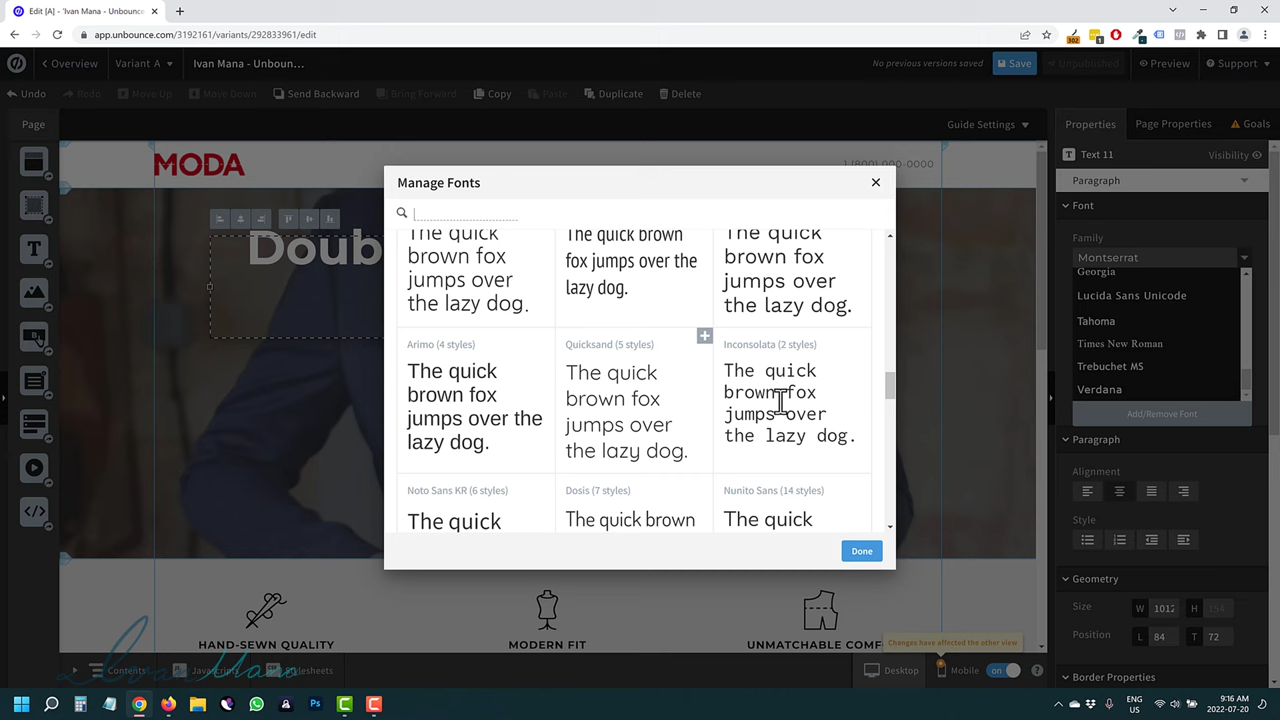 Edit [A] - 'Ivan Mana - Unbounce
app.unbounce.com/3192161/variants/292833961/edit
302
1
Overview
Variant A
Ivan Mana - Unboun...
No previous versions saved
Save
Unpublished
Preview
Support
Undo
Redo
Move Up
Move Down
Send Backward
Bring Forward
Copy
Paste
Duplicate
Delete
Page
Guide Settings
Properties
Page Properties
Goals
MODA
1 (800) 000-0000
Doub
Text 11
Visibility
Paragraph
Font
Family
Montserrat
Georgia
Lucida Sans Unicode
Tahoma
Times New Roman
Trebuchet MS
Verdana
Add/Remove Font
Paragraph
Alignment
Style
Geometry
Size
W 1012 H 154
Position
L 84 T 72
Border Properties
Manage Fonts
The quick
brown fox
jumps over
the lazy dog.
The quick brown
fox jumps over the
lazy dog.
The quick
brown fox
jumps over
the lazy dog.
Arimo (4 styles)
The quick
brown fox
jumps over the
lazy dog.
Quicksand (5 styles)
The quick
brown fox
jumps over
the lazy dog.
Inconsolata (2 styles)
The quick
brown fox
jumps over
the lazy dog.
Noto Sans KR (6 styles)
The quick
Dosis (7 styles)
The quick brown
Nunito Sans (14 styles)
The quick
Done
HAND-SEWN QUALITY
MODERN FIT
UNMATCHABLE COMF
Changes have affected the other view
Ivan Mana
Contents
Javascripts
Stylesheets
Desktop
Mobile
on
ENG
US
9:16 AM
2022-07-20